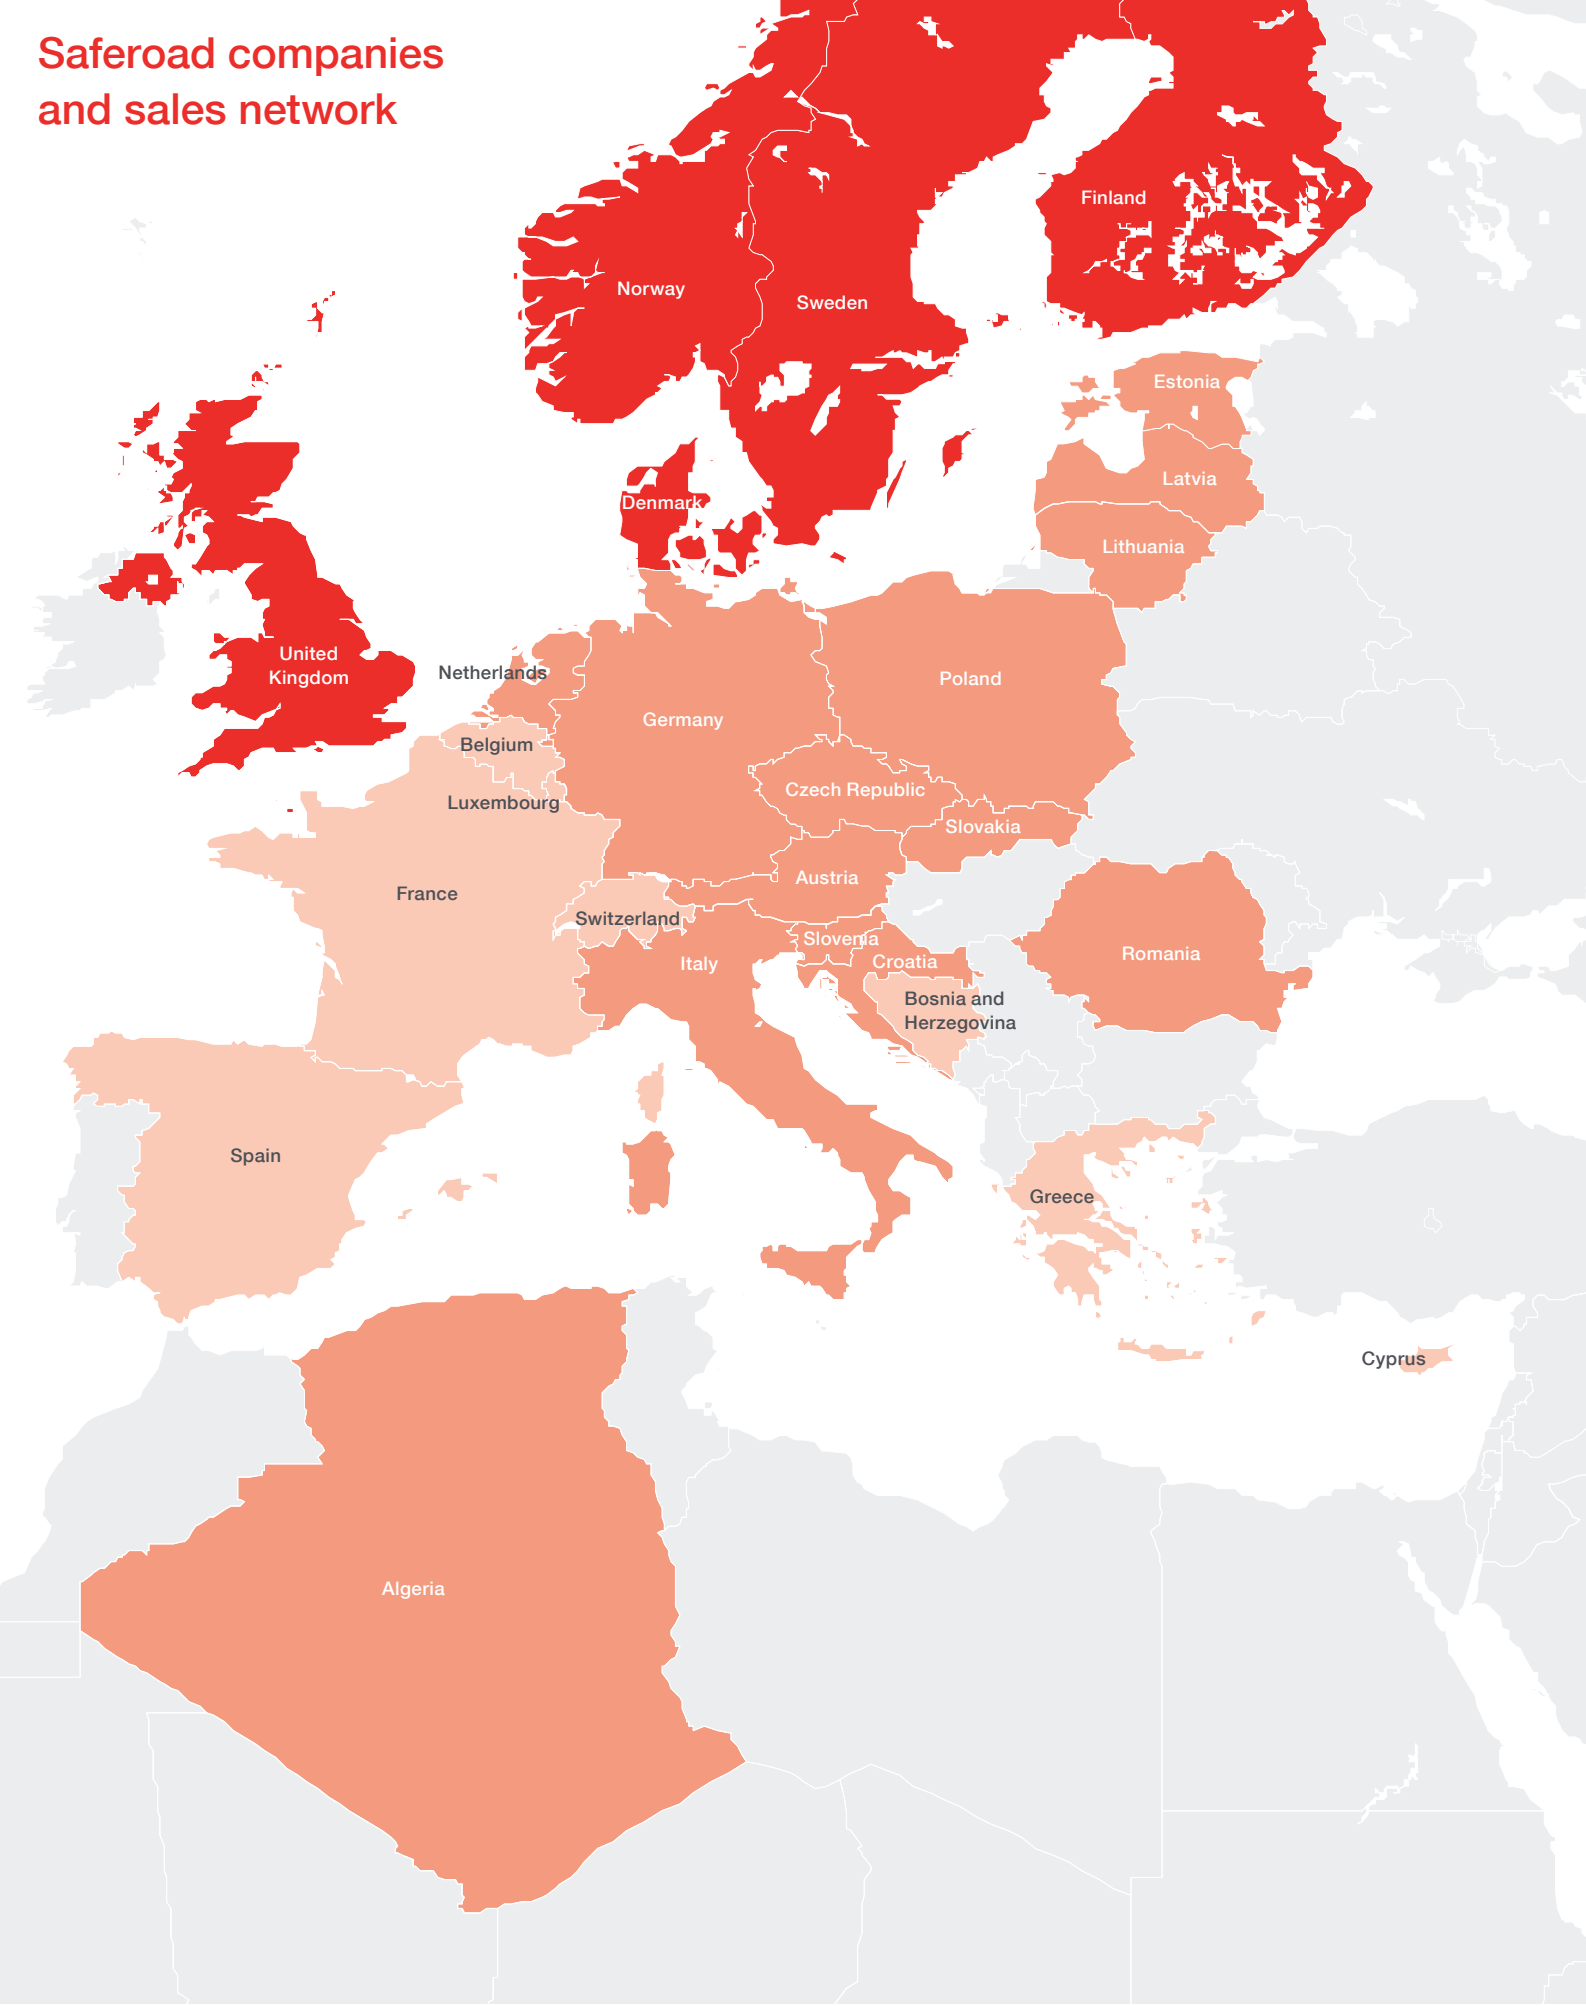 Saferoad companies
and sales network
Finland
Norway
Sweden
Estonia
Latvia
Denmark
Lithuania
United
Kingdom
Netherlands
Poland
Germany
Belgium
Czech Republic
Luxembourg
Slovakia
Austria
France
Switzerland
Slovenia
Romania
Croatia
Italy
Bosnia and
Herzegovina
Spain
Greece
Cyprus
Algeria